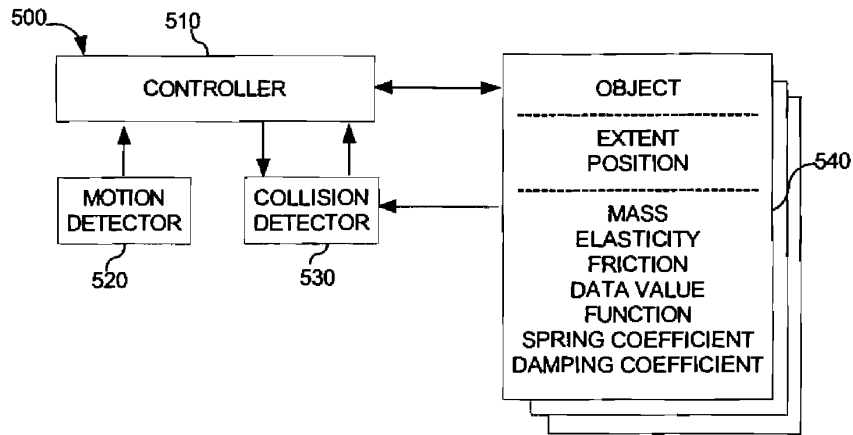 500
510
CONTROLLER
OBJECT
EXTENT
POSITION
540
MOTION
DETECTOR
520
COLLISION
DETECTOR
530
MASS
ELASTICITY
FRICTION
DATA VALUE
FUNCTION
SPRING COEFFICIENT
DAMPING COEFFICIENT